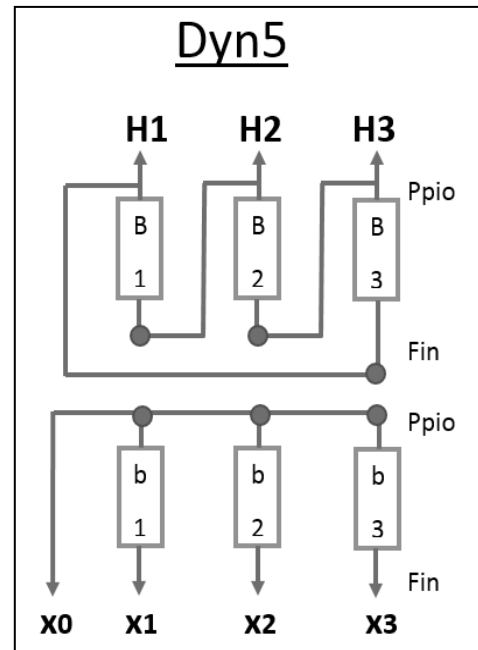 Dyn5
H1 H2 H3
Ppio
B B B
1 2 3
Fin
Ppio
b b b
1 2 3
Fin
x0 x1 x2 x3